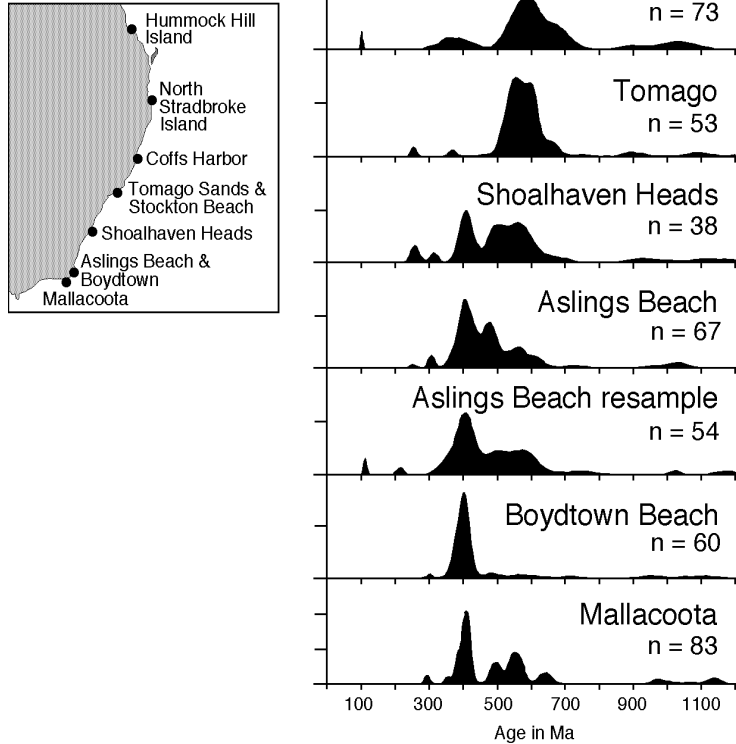 Hummock Hill
Island
North
Stradbroke
Island
Coffs Harbor
Tomago Sands &
Stockton Beach
Shoalhaven Heads
Aslings Beach &
Boydtown
Mallacoota
n = 73
Tomago
n = 53
Shoalhaven Heads
n = 38
Aslings Beach
n = 67
Aslings Beach resample
n = 54
Boydtown Beach
n = 60
Mallacoota
n = 83
100 300 500 700 900 1100
Age in Ma